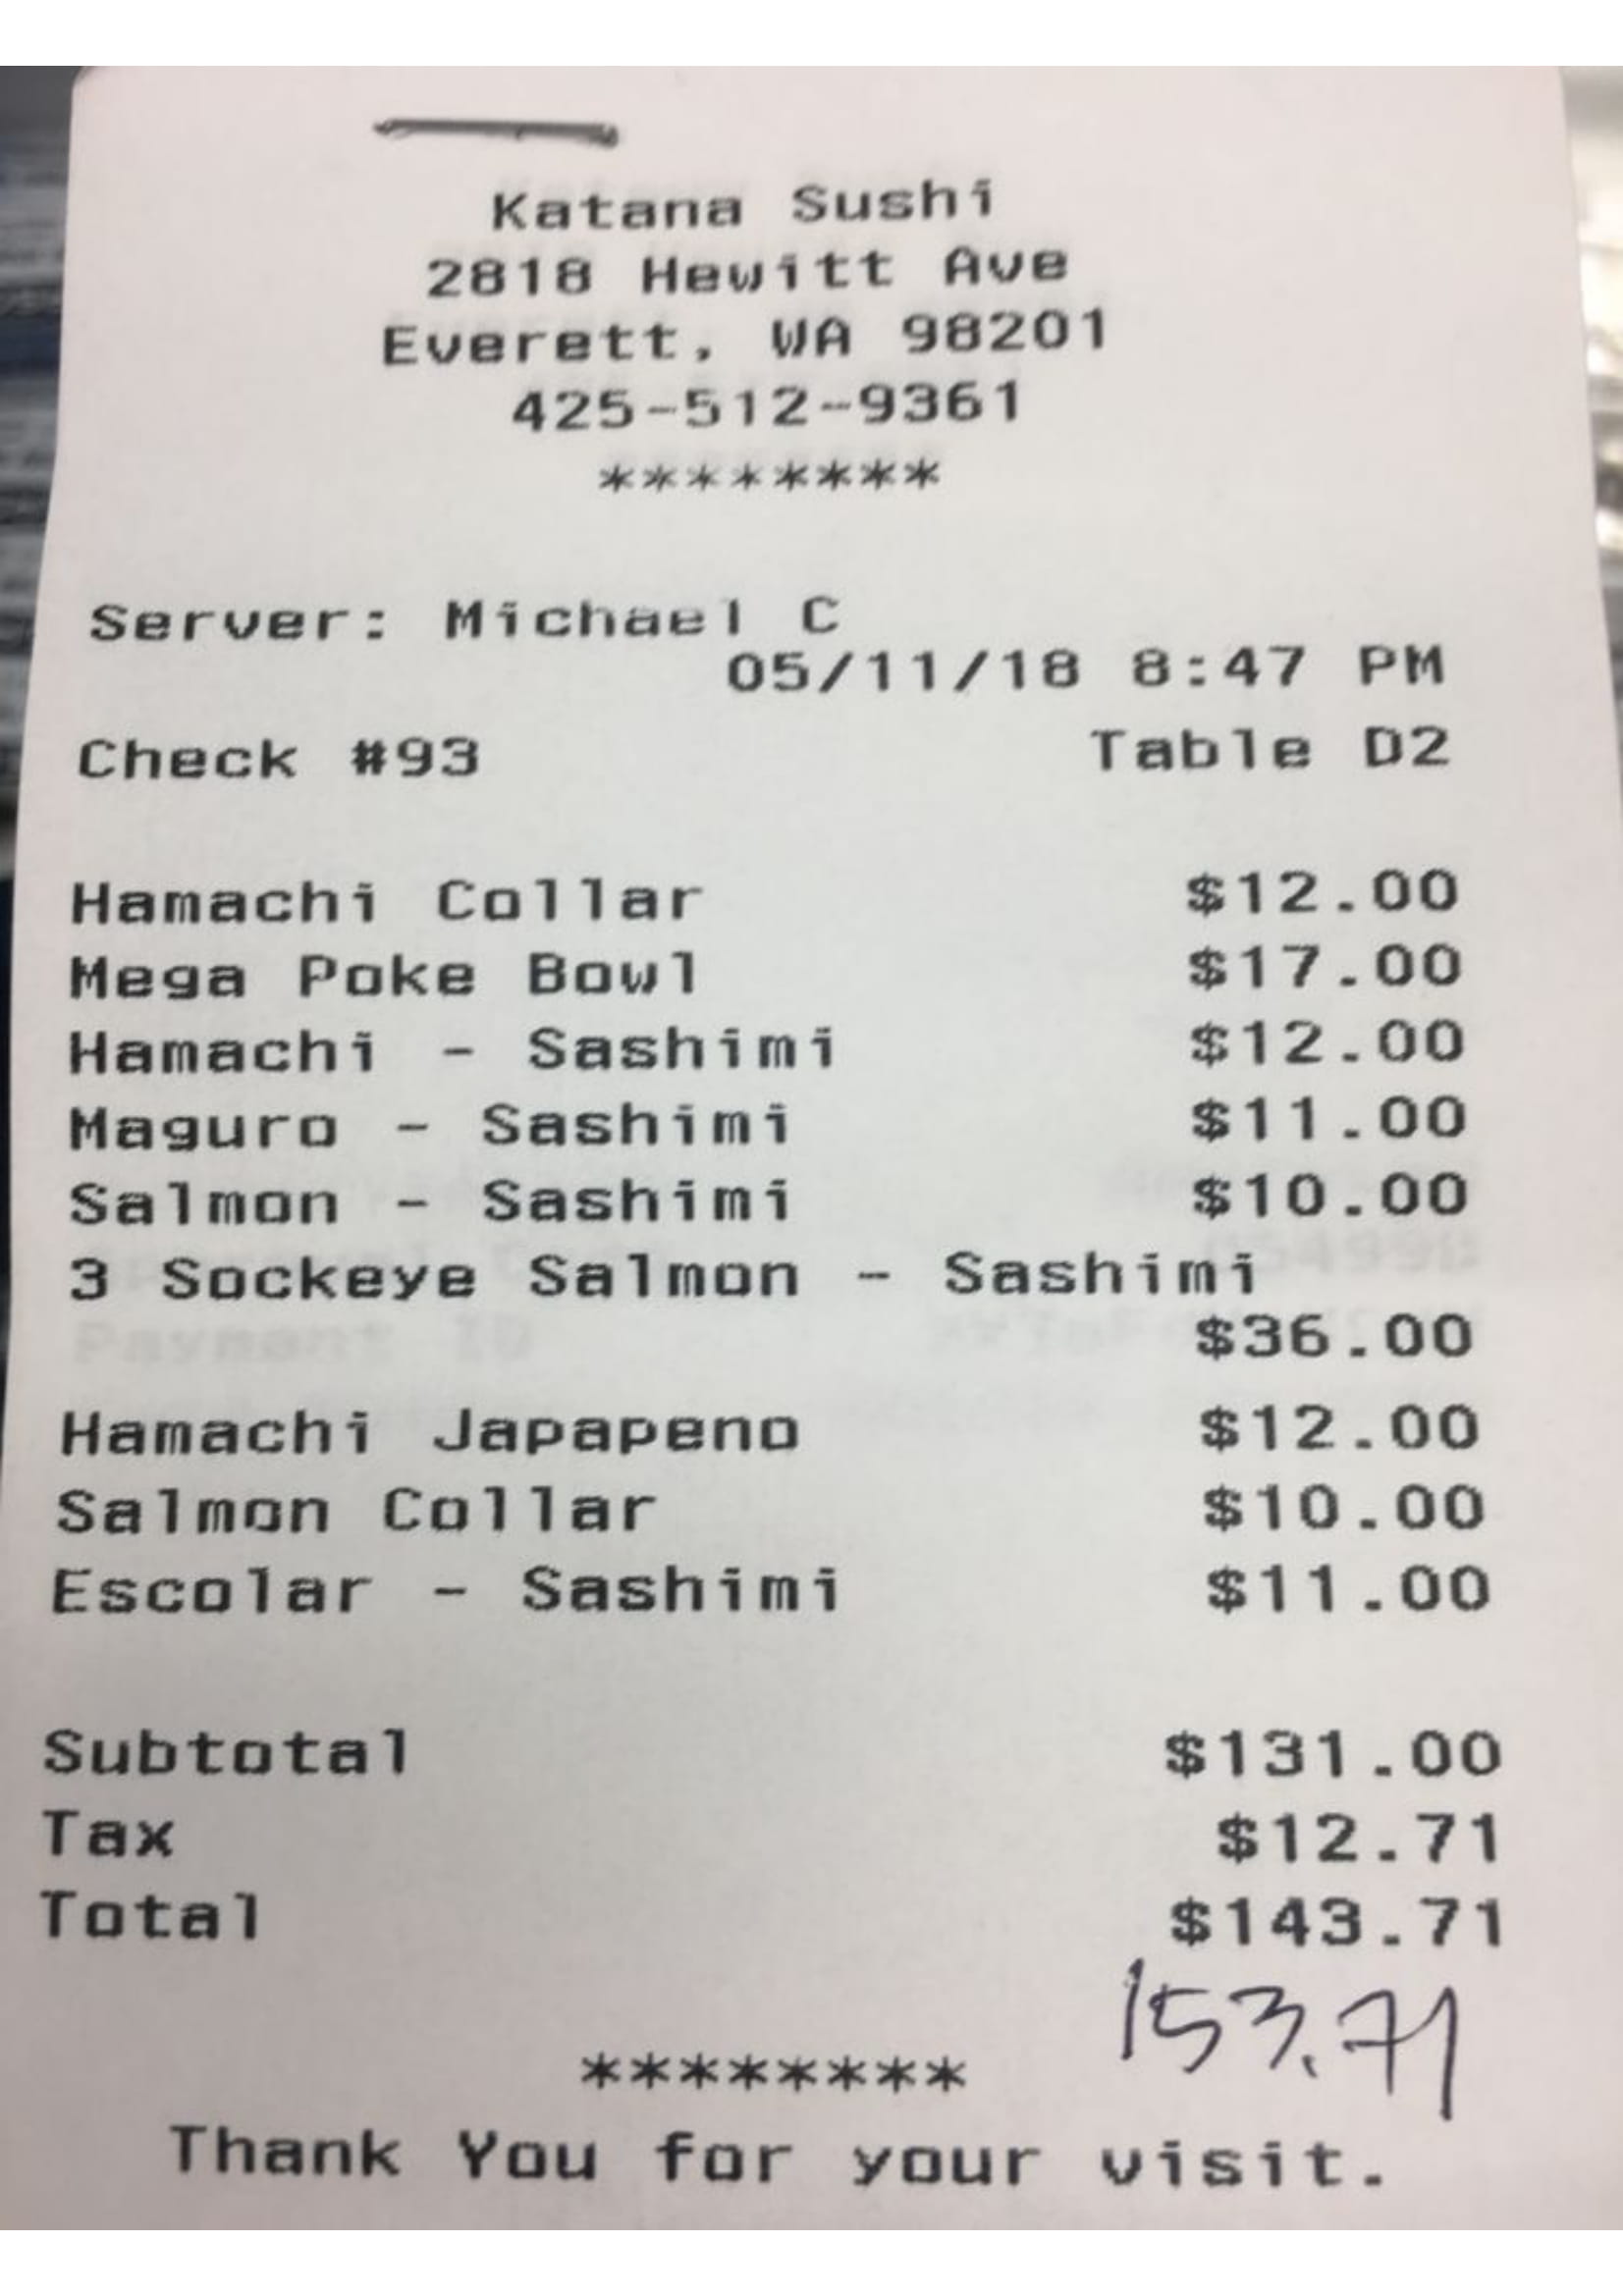 Katana Sushi
2818 Hewitt Ave
Everett, WA 98201
425-512-9361
********
Server: Michael C
05/11/18 8:47 PM
Check #93 Table D2
Hamachi Collar $12.00
Mega Poke Bowl $17.00
Hamachi - Sashimi $12.00
Maguro - Sashimi $11.00
Salmon - Sashimi $10.00
3 Sockeye Salmon - Sashimi
$36.00
Hamachi Japapeno $12.00
Salmon Collar $10.00
Escolar - Sashimi $11.00
Subtotal $131.00
Tax $12.71
Total $143.71
153.71
********
Thank You for your visit.